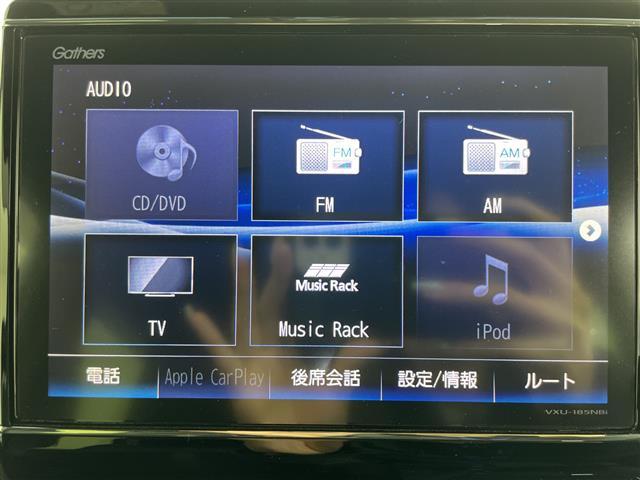 Gathers
AUDIO
CD/DVD
FM
FM
AM
AM
TV
Music Rack
Music Rack
iPod
電話 Apple CarPlay 後席会話 設定/情報 ルート
VXU-185NBi